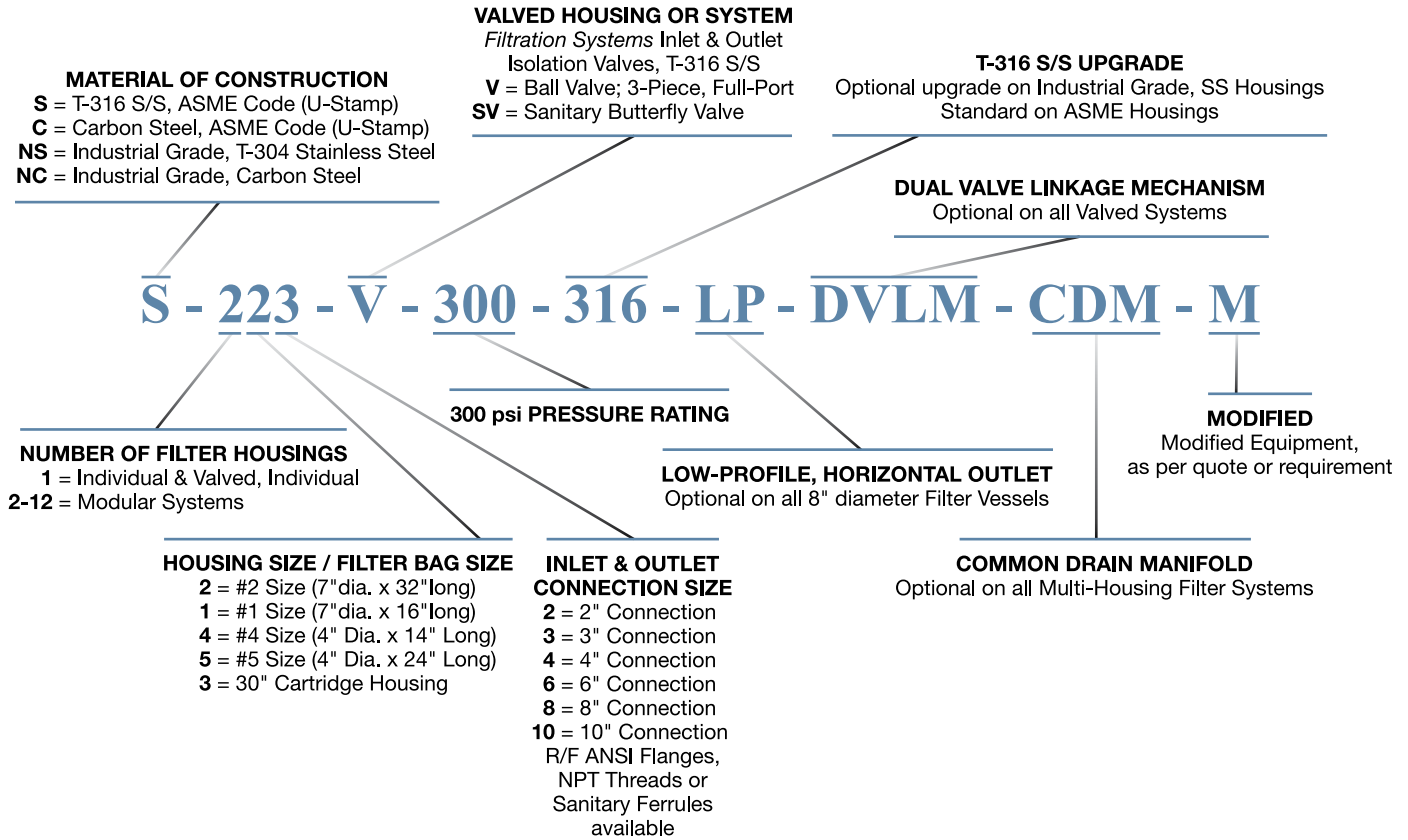 MATERIAL OF CONSTRUCTION
S = T-316 S/S, ASME Code (U-Stamp)
C = Carbon Steel, ASME Code (U-Stamp)
NS = Industrial Grade, T-304 Stainless Steel
NC = Industrial Grade, Carbon Steel
VALVED HOUSING OR SYSTEM
Filtration Systems Inlet & Outlet
Isolation Valves, T-316 S/S
V = Ball Valve; 3-Piece, Full-Port
SV = Sanitary Butterfly Valve
T-316 S/S UPGRADE
Optional upgrade on Industrial Grade, SS Housings
Standard on ASME Housings
DUAL VALVE LINKAGE MECHANISM
Optional on all Valved Systems
S - 223 - V - 300 - 316 - LP - DVLM - CDM - M
NUMBER OF FILTER HOUSINGS
1 = Individual & Valved, Individual
2-12 = Modular Systems
300 psi PRESSURE RATING
LOW-PROFILE, HORIZONTAL OUTLET
Optional on all 8" diameter Filter Vessels
MODIFIED
Modified Equipment,
as per quote or requirement
HOUSING SIZE / FILTER BAG SIZE
2 = #2 Size (7"dia. x 32"long)
1 = #1 Size (7"dia. x 16"long)
4 = #4 Size (4" Dia. x 14" Long)
5 = #5 Size (4" Dia. x 24" Long)
3 = 30" Cartridge Housing
INLET & OUTLET
CONNECTION SIZE
2 = 2" Connection
3 = 3" Connection
4 = 4" Connection
6 = 6" Connection
8 = 8" Connection
10 = 10" Connection
R/F ANSI Flanges,
NPT Threads or
Sanitary Ferrules
available
COMMON DRAIN MANIFOLD
Optional on all Multi-Housing Filter Systems